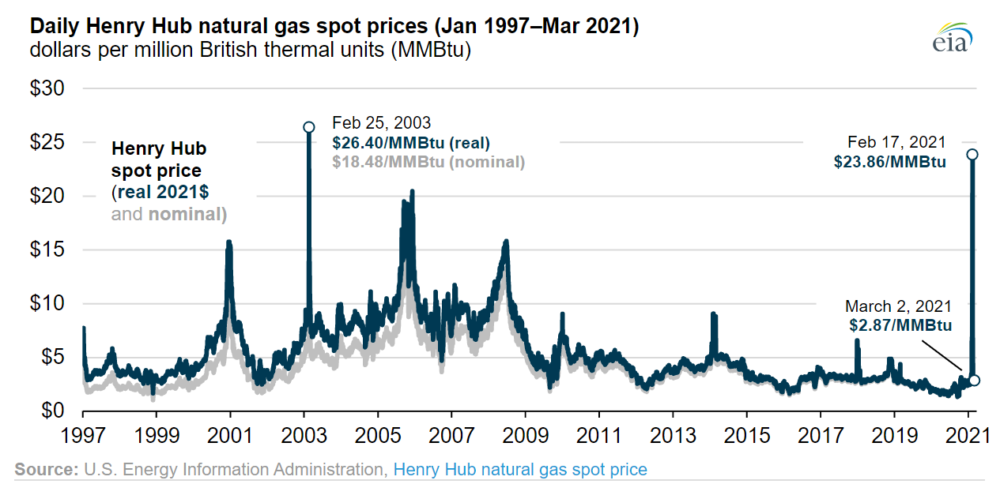 Daily Henry Hub natural gas spot prices (Jan 1997–Mar 2021)
dollars per million British thermal units (MMBtu)
eia
$30
$25
$20
$15
$10
$5
$0
Henry Hub
spot price
(real 2021$
and nominal)
Feb 25, 2003
$26.40/MMBtu (real)
$18.48/MMBtu (nominal)
Feb 17, 2021
$23.86/MMBtu
March 2, 2021
$2.87/MMBtu
1997 1999 2001 2003 2005 2007 2009 2011 2013 2015 2017 2019 2021
Source: U.S. Energy Information Administration, Henry Hub natural gas spot price